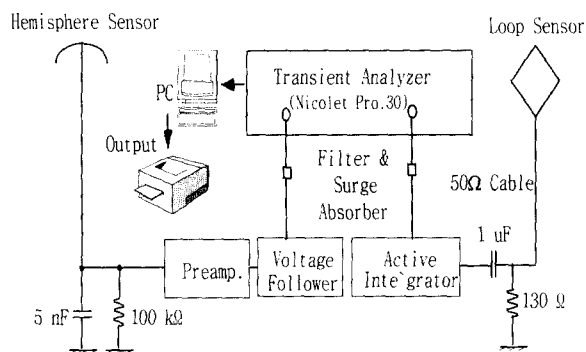 Hemisphere Sensor
Loop Sensor
PC
Transient Analyzer
(Nicolet Pro.30)
Output
Filter &
Surge
Absorber
50Ω Cable
1 uF
Preamp.
Voltage
Follower
Active
Inte`grator
5 nF
100 kΩ
130 Ω